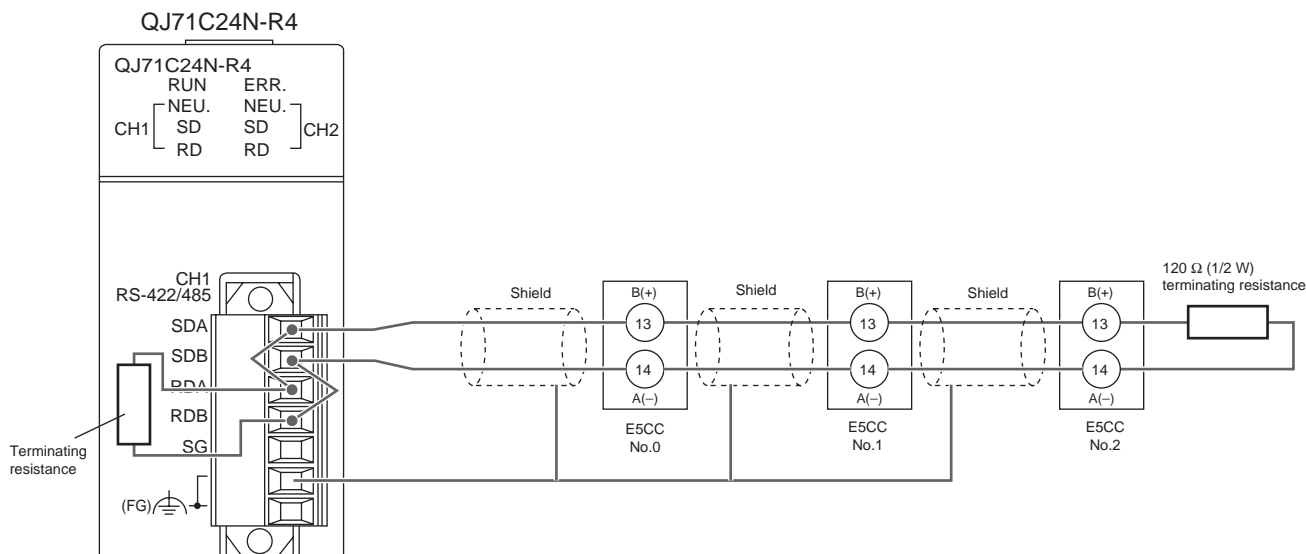 QJ71C24N-R4
QJ71C24N-R4
RUN ERR.
NEU. NEU.
CH1 SD SD CH2
RD RD
CH1
RS-422/485
SDA
SDB
RDA
RDB
SG
(FG)
Terminating
resistance
Shield
B(+)
13
14
A(−)
E5CC
No.0
Shield
B(+)
13
14
A(−)
E5CC
No.1
Shield
B(+)
13
14
A(−)
E5CC
No.2
120 Ω (1/2 W)
terminating resistance